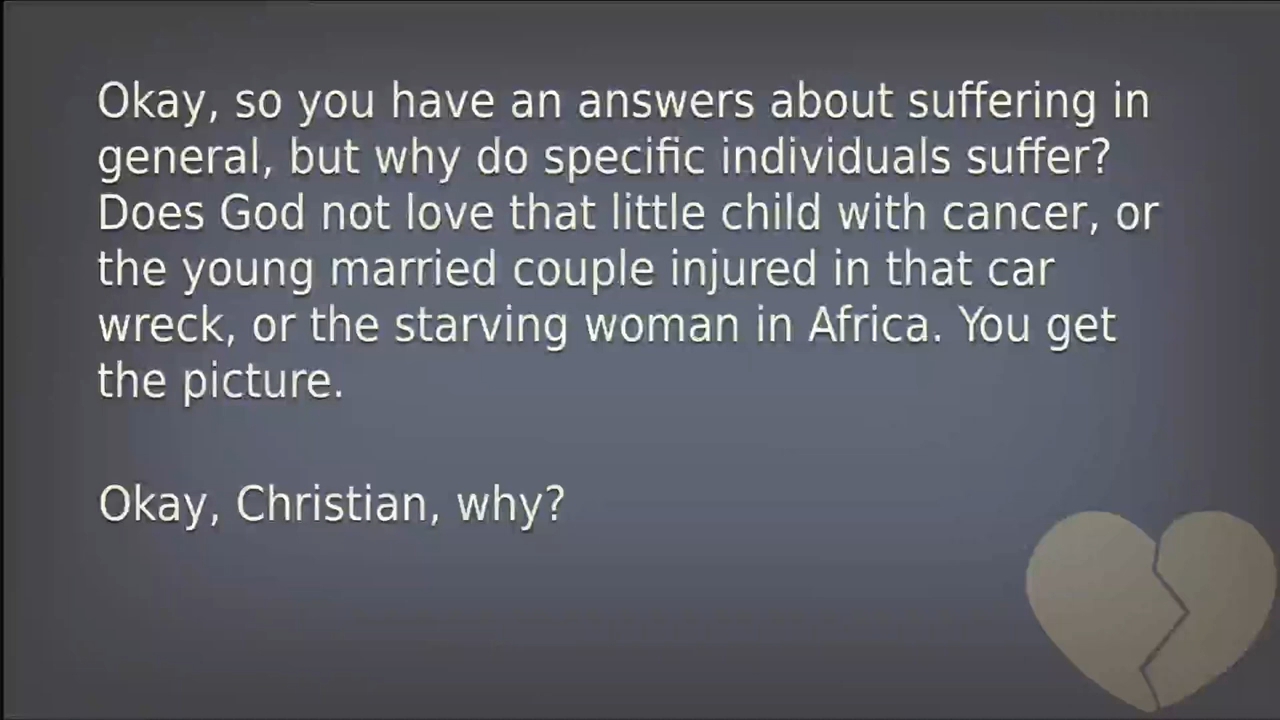 Okay, so you have an answers about suffering in
general, but why do specific individuals suffer?
Does God not love that little child with cancer, or
the young married couple injured in that car
wreck, or the starving woman in Africa. You get
the picture.
Okay, Christian, why?